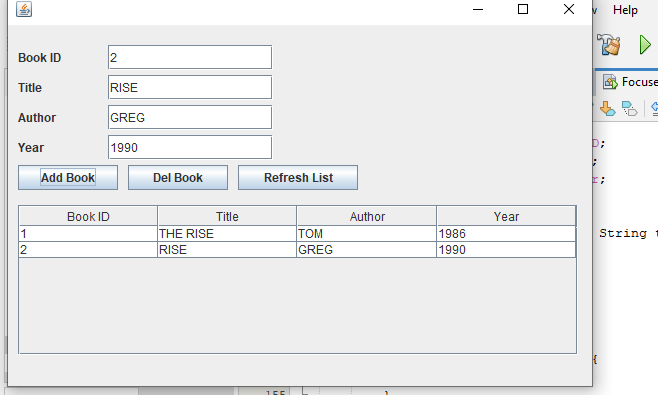 Help
Book ID 2
Title RISE
Focuse
Author GREG
D;
;
Year 1990
r;
Add Book Del Book Refresh List
Book ID Title Author Year
1 THE RISE TOM 1986
String t
2 RISE GREG 1990
{
155
}